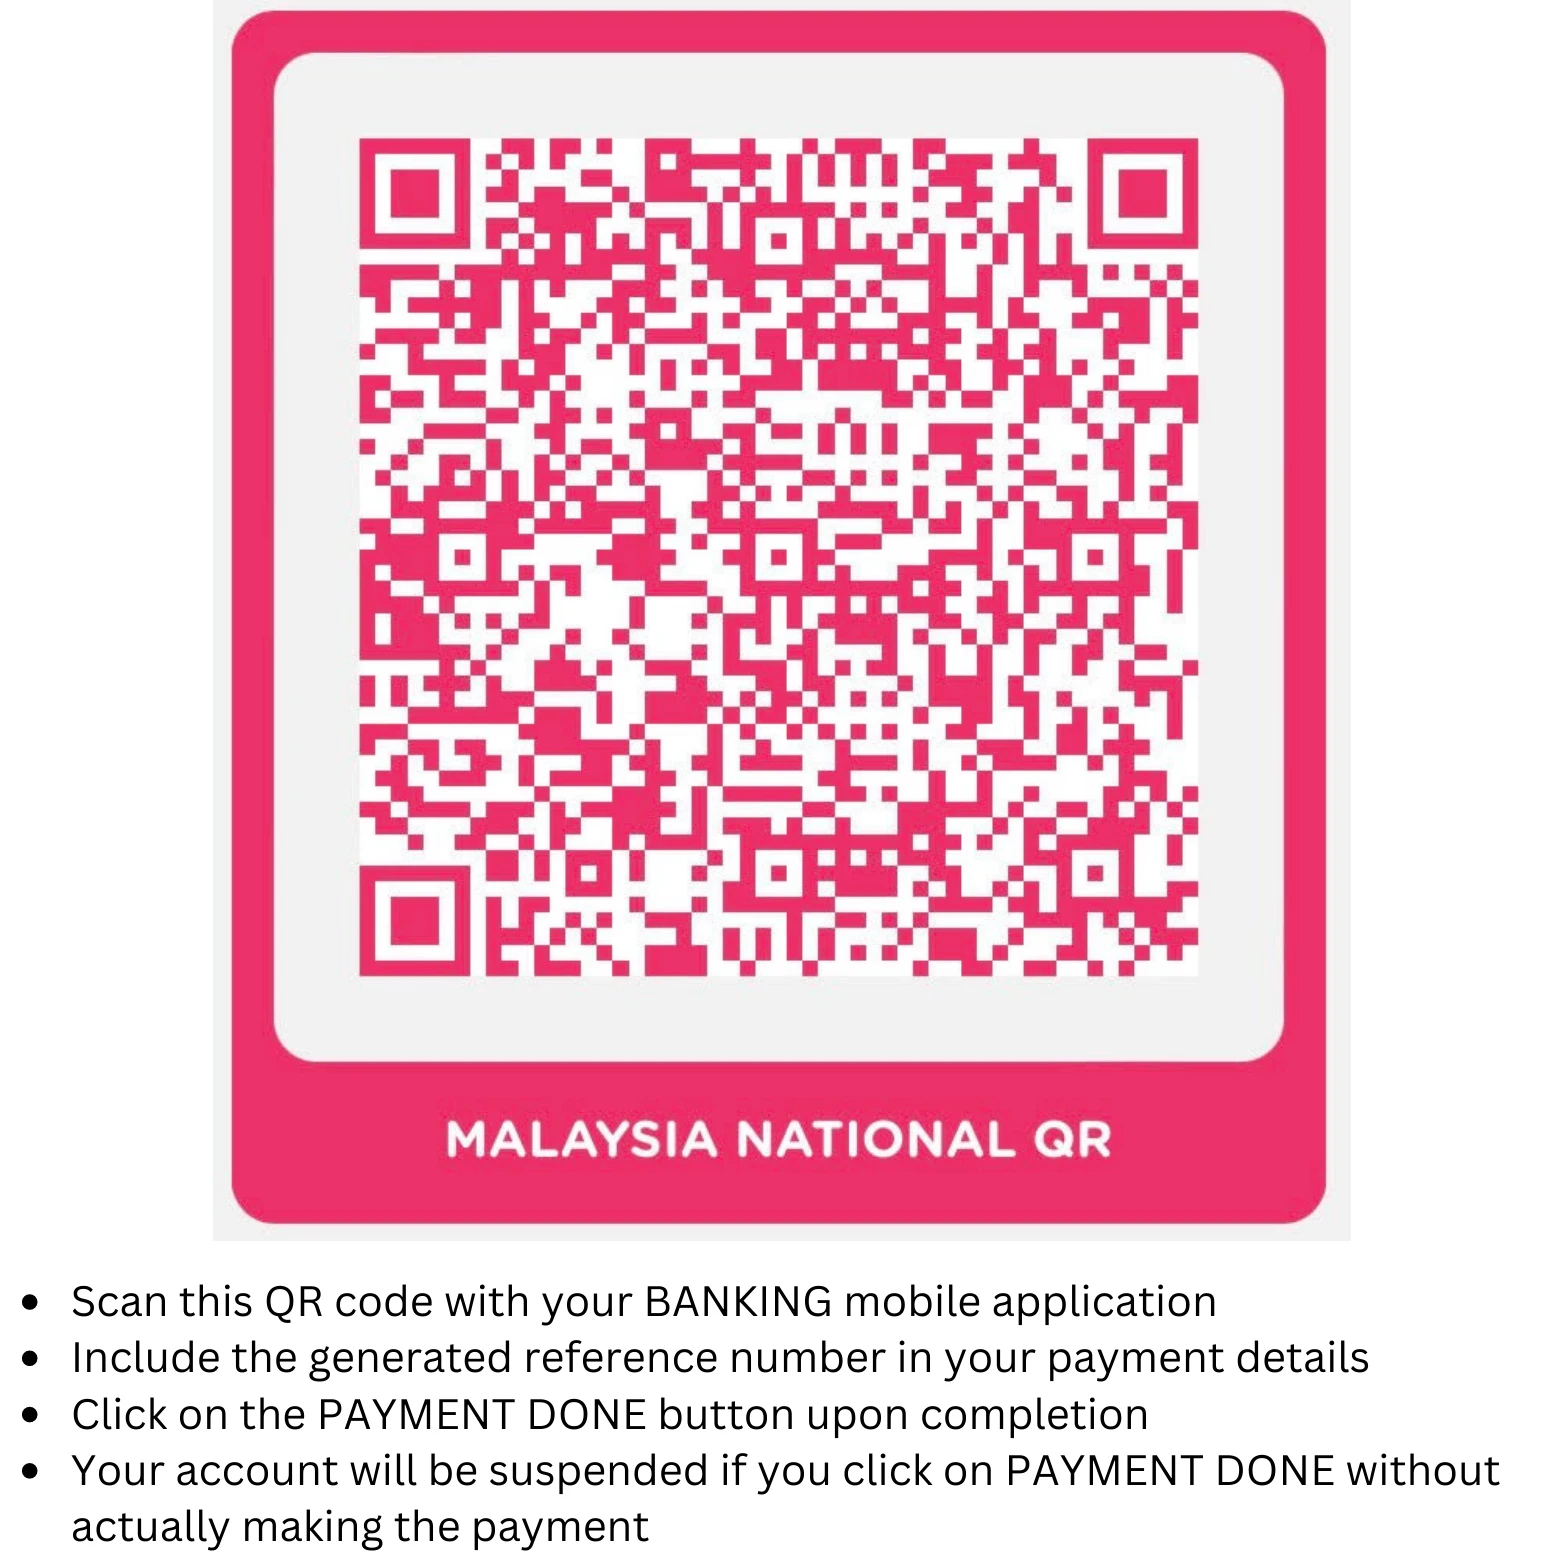 MALAYSIA NATIONAL QR
• Scan this QR code with your BANKING mobile application
• Include the generated reference number in your payment details
• Click on the PAYMENT DONE button upon completion
• Your account will be suspended if you click on PAYMENT DONE without
actually making the payment